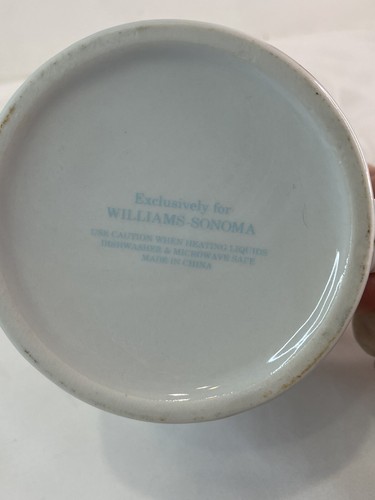 Exclusively for
WILLIAMS-SONOMA
USE CAUTION WHEN HEATING LIQUIDS
DISHWASHER & MICROWAVE SAFE
MADE IN CHINA